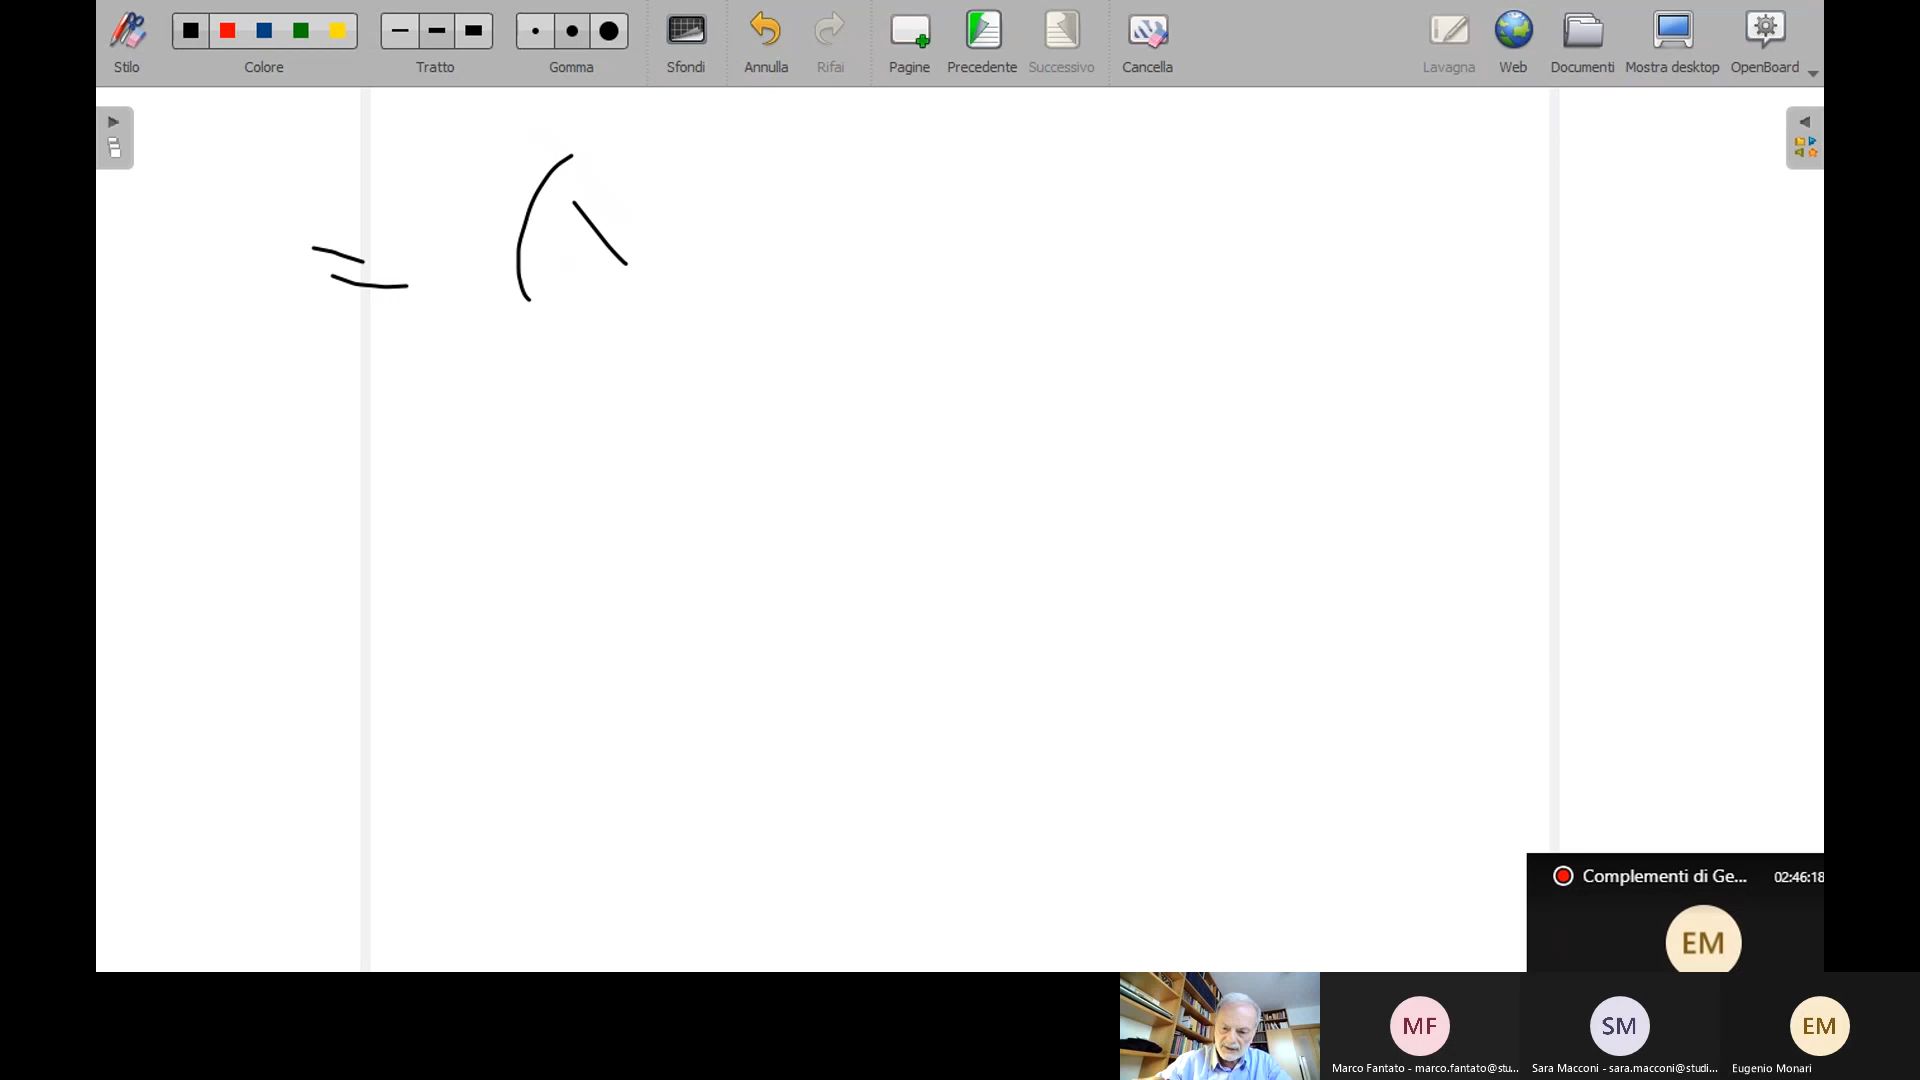 Stilo Colore Tratto Gomma Sfondi Annulla Rifai Pagine Precedente Successivo Cancella Lavagna Web Documenti Mostra desktop OpenBoard
= (
Complementi di Ge... 02:46:18
EM
MF SM EM
Marco Fantato - marco.fantato@stu... Sara Macconi - sara.macconi@studi... Eugenio Monari